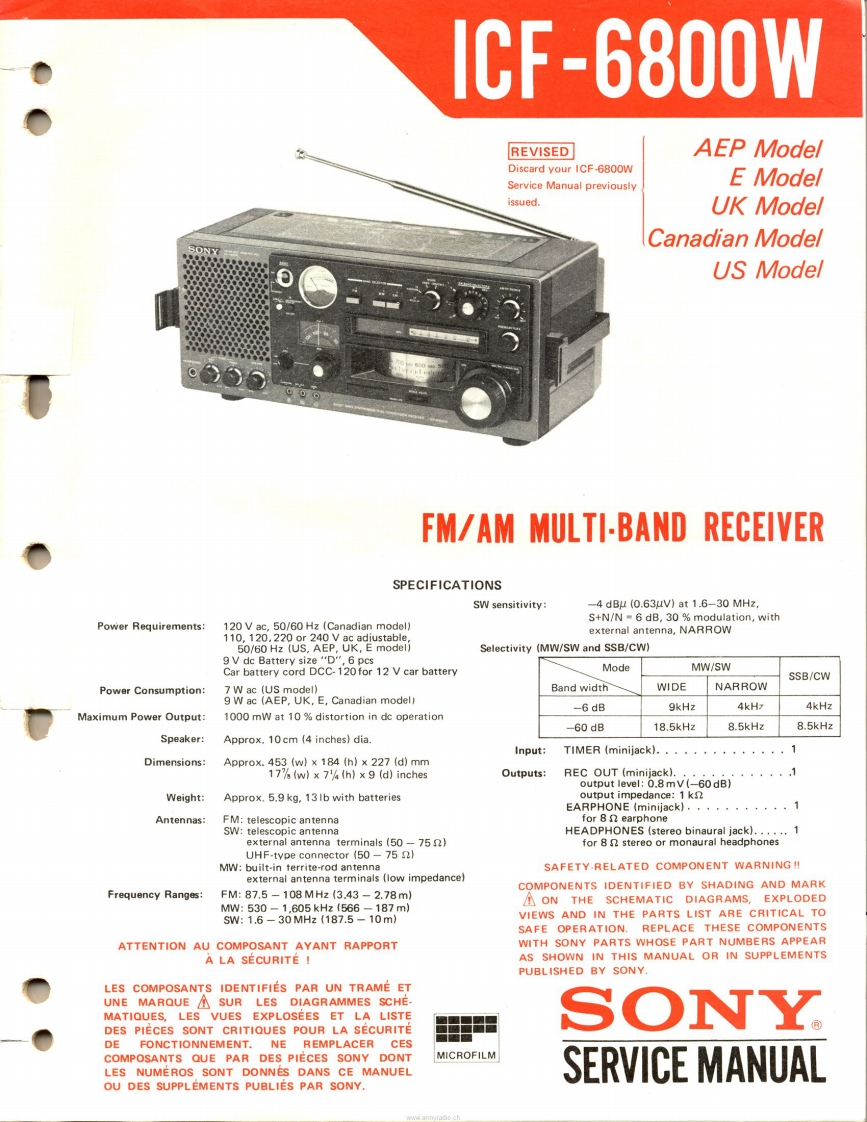 ICF-6800W
REVISED
Discard your ICF-6800W
Service Manual previously
issued.
AEP Model
E Model
UK Model
Canadian Model
US Model
SONY
FM/AM MULTI-BAND RECEIVER
SPECIFICATIONS
Power Requirements: 120 V ac, 50/60 Hz (Canadian model)
110, 120, 220 or 240 V ac adjustable,
50/60 Hz (US, AEP, UK, E model)
9 V dc Battery size "D", 6 pcs
Car battery cord DCC-120 for 12 V car battery
Power Consumption: 7 W ac (US model)
9 W ac (AEP, UK, E, Canadian model)
Maximum Power Output: 1000 mW at 10 % distortion in dc operation
Speaker: Approx. 10 cm (4 inches) dia.
Dimensions: Approx. 453 (w) x 184 (h) x 227 (d) mm
17⅞ (w) x 7¼ (h) x 9 (d) inches
Weight: Approx. 5.9 kg, 13 lb with batteries
Antennas: FM: telescopic antenna
SW: telescopic antenna
external antenna terminals (50 – 75 Ω)
UHF-type connector (50 – 75 Ω)
MW: built-in ferrite-rod antenna
external antenna terminals (low impedance)
Frequency Ranges: FM: 87.5 – 108 MHz (3.43 – 2.78 m)
MW: 530 – 1,605 kHz (566 – 187 m)
SW: 1.6 – 30 MHz (187.5 – 10 m)
ATTENTION AU COMPOSANT AYANT RAPPORT
À LA SÉCURITÉ !
LES COMPOSANTS IDENTIFIÉS PAR UN TRAMÉ ET
UNE MARQUE ⚠ SUR LES DIAGRAMMES SCHÉ-
MATIQUES, LES VUES EXPLOSÉES ET LA LISTE
DES PIÈCES SONT CRITIQUES POUR LA SÉCURITÉ
DE FONCTIONNEMENT. NE REMPLACER CES
COMPOSANTS QUE PAR DES PIÈCES SONY DONT
LES NUMÉROS SONT DONNÉS DANS CE MANUEL
OU DES SUPPLÉMENTS PUBLIÉS PAR SONY.
SW sensitivity: –4 dBμ (0.63μV) at 1.6–30 MHz,
S+N/N = 6 dB, 30 % modulation, with
external antenna, NARROW
Selectivity (MW/SW and SSB/CW)
Mode MW/SW SSB/CW
Band width WIDE NARROW
–6 dB 9kHz 4kHz 4kHz
–60 dB 18.5kHz 8.5kHz 8.5kHz
Input: TIMER (minijack). . . . . . . . . . . . . . 1
Outputs: REC OUT (minijack). . . . . . . . . . . . .1
output level: 0.8 mV (–60 dB)
output impedance: 1 kΩ
EARPHONE (minijack) . . . . . . . . . . . 1
for 8 Ω earphone
HEADPHONES (stereo binaural jack)...... 1
for 8 Ω stereo or monaural headphones
SAFETY-RELATED COMPONENT WARNING !!
COMPONENTS IDENTIFIED BY SHADING AND MARK
⚠ ON THE SCHEMATIC DIAGRAMS, EXPLODED
VIEWS AND IN THE PARTS LIST ARE CRITICAL TO
SAFE OPERATION. REPLACE THESE COMPONENTS
WITH SONY PARTS WHOSE PART NUMBERS APPEAR
AS SHOWN IN THIS MANUAL OR IN SUPPLEMENTS
PUBLISHED BY SONY.
MICROFILM
SONY®
SERVICE MANUAL
www.annyradio.ch